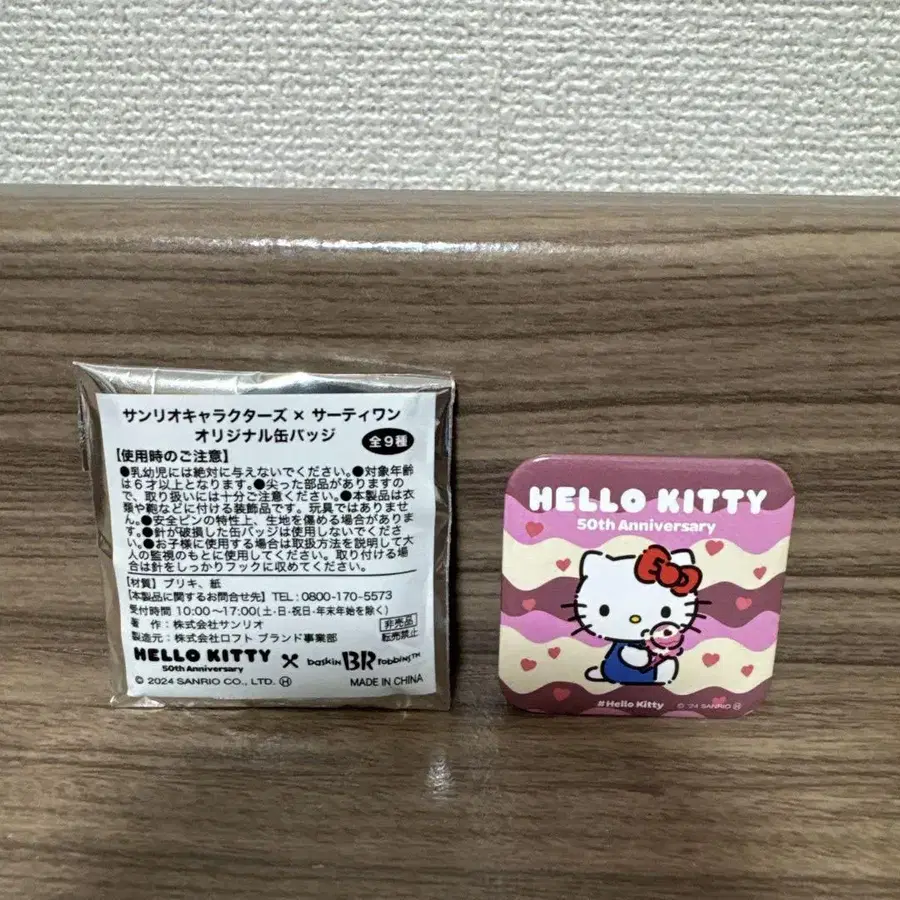 サンリオキャラクターズ × サーティワン
オリジナル缶バッジ 全9種
【使用時のご注意】
●乳幼児には絶対に与えないでください。●対象年齢
は6才以上となります。●尖った部品がありますの
で、取り扱いには十分ご注意ください。●本製品は衣
類や鞄などに付ける装飾品です。玩具ではありませ
ん。●安全ピンの特性上、生地を傷める場合がありま
す。●針が破損した缶バッジは使用しないでくださ
い。●お子様に使用する場合は取扱方法を説明して大
人の監視のもとに使用してください。取り付ける場
合は針をしっかりフックに収めてください。
【材質】ブリキ、紙
【本製品に関するお問合せ先】TEL:0800-170-5573
受付時間 10:00〜17:00(土・日・祝日・年末年始を除く)
著 作:株式会社サンリオ
製造元:株式会社ロフト ブランド事業部
非売品
転売禁止
HELLO KITTY
50th Anniversary
× baskin BR robbins™
© 2024 SANRIO CO., LTD. Ⓗ
MADE IN CHINA
HELLO KITTY
50th Anniversary
#Hello Kitty
© '24 SANRIO Ⓗ